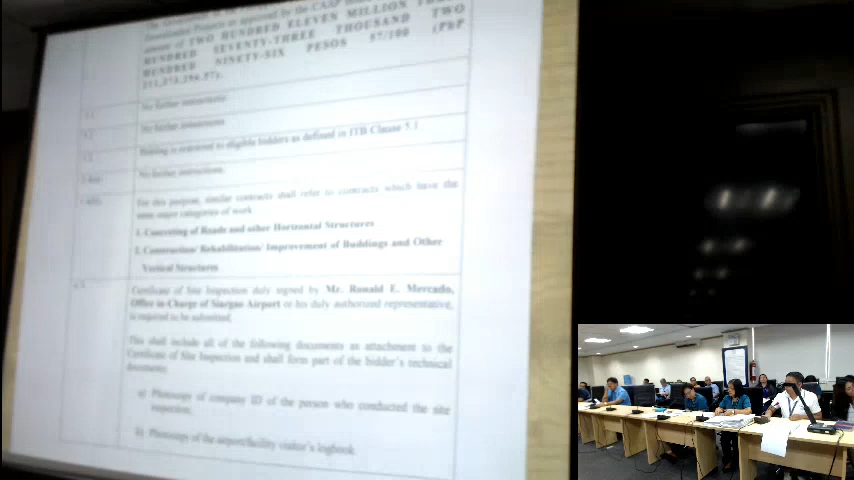 Downloaded Projects as approved by the CAAP
amount of TWO HUNDRED ELEVEN MILLION
HUNDRED SEVENTY-THREE THOUSAND TWO
HUNDRED NINETY-SIX PESOS 57/100 (PhP
211,273,296.57).
No further instructions.
No further instructions.
Bidding is restricted to eligible bidders as defined in ITB Clause 5.1
No further instructions.
For this purpose, similar contracts shall refer to contracts which have the
same major categories of work
1. Concreting of Roads and other Horizontal Structures
2. Construction/ Rehabilitation/ Improvement of Buildings and Other
Vertical Structures
Certificate of Site Inspection duly signed by Mr. Ronald E. Mercado,
Office in-Charge of Siargao Airport or his duly authorized representative,
is required to be submitted.
This shall include all of the following documents as attachment to the
Certificate of Site Inspection and shall form part of the bidder's technical
documents
a) Photocopy of company ID of the person who conducted the site
inspection;
b) Photocopy of the airport/facility visitor's logbook